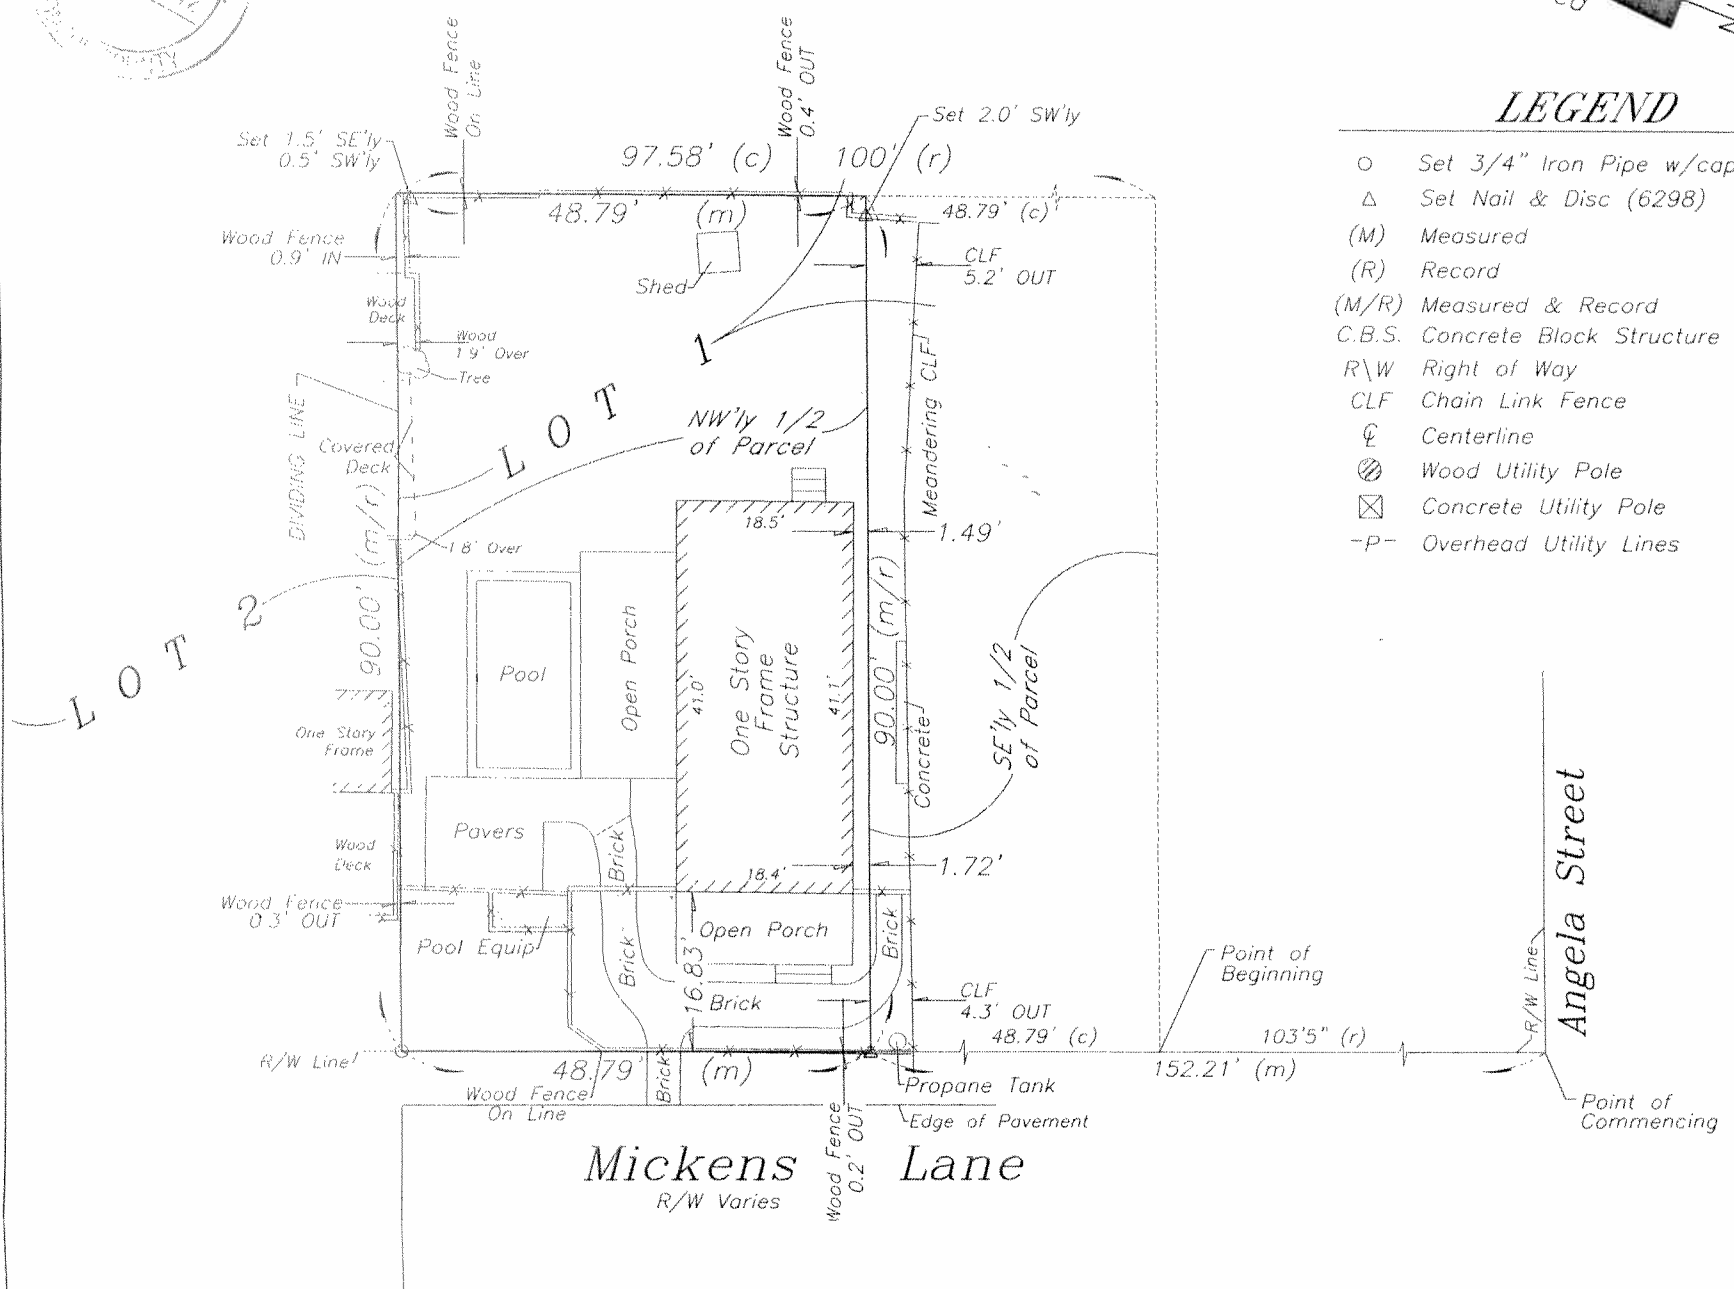 Wood Fence
On Line
Wood Fence
0.4' OUT
Set 2.0' SW'ly
Set 1.5' SE'ly
0.5' SW'ly
97.58' (c)
100' (r)
48.79' (m)
48.79' (c)
Wood Fence
0.9' IN
Shed
CLF
5.2' OUT
Wood
Deck
Wood
1.9' Over
Tree
LOT 1
NW'ly 1/2
of Parcel
Meandering CLF
DIVIDING LINE
Covered
Deck
1.8' Over
90.00' (m/r)
LOT 2
18.5'
1.49'
Pool
Open Porch
41.0'
One Story
Frame
Structure
41.1'
90.00' (m/r)
Concrete
SE'ly 1/2
of Parcel
One Story
Frame
Pavers
Brick
Wood
Deck
18.4'
1.72'
Wood Fence
0.3' OUT
Pool Equip
Brick
16.83'
Open Porch
Brick
Brick
CLF
4.3' OUT
Point of
Beginning
R/W Line
Angela Street
48.79' (c)
103'5" (r)
152.21' (m)
R/W Line
48.79' (m)
Brick
Wood Fence
On Line
Propane Tank
Edge of Pavement
Wood Fence
0.2' OUT
Point of
Commencing
Mickens Lane
R/W Varies
LEGEND
Set 3/4" Iron Pipe w/cap
Set Nail & Disc (6298)
(M) Measured
(R) Record
(M/R) Measured & Record
C.B.S. Concrete Block Structure
R\W Right of Way
CLF Chain Link Fence
℄ Centerline
Wood Utility Pole
Concrete Utility Pole
-P- Overhead Utility Lines